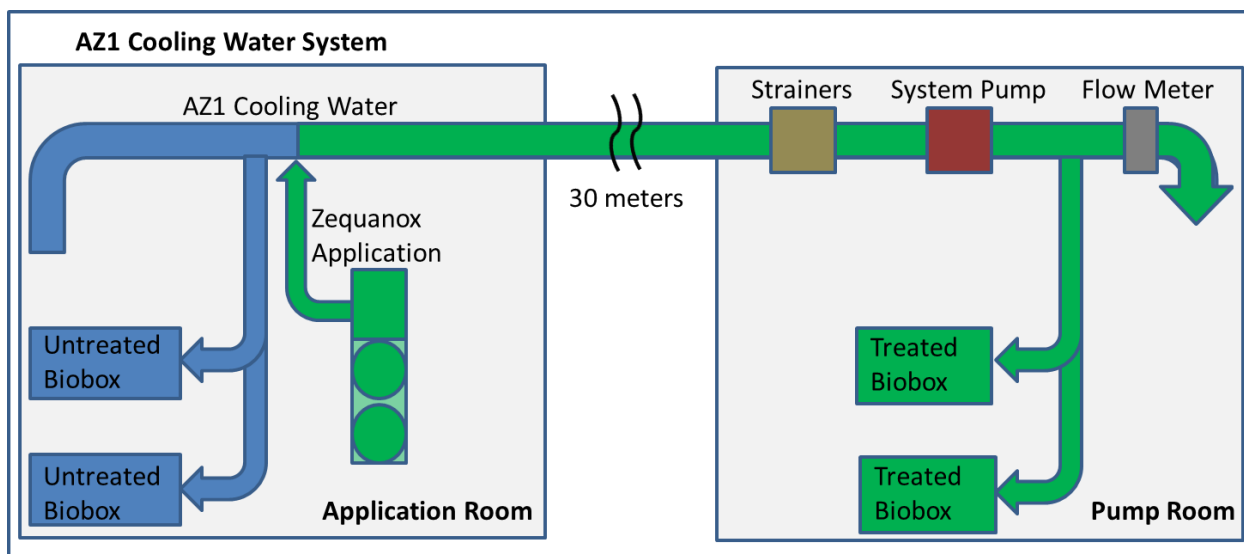 AZ1 Cooling Water System
AZ1 Cooling Water
Zequanox
Application
Untreated
Biobox
Untreated
Biobox
Application Room
30 meters
Strainers
System Pump
Flow Meter
Treated
Biobox
Treated
Biobox
Pump Room